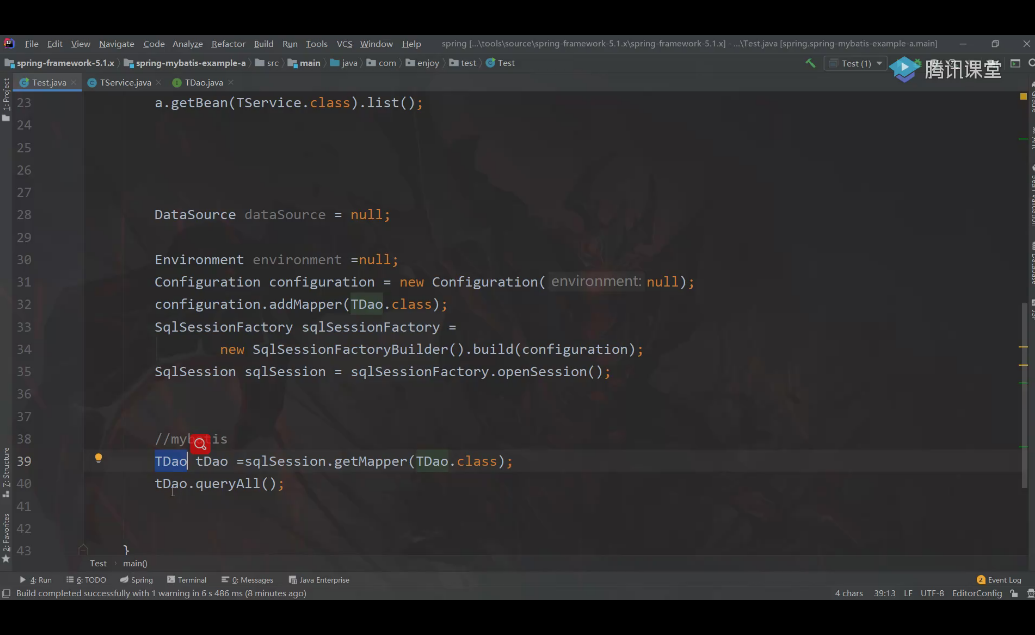 File Edit View Navigate Code Analyze Refactor Build Run Tools VCS Window Help spring [...\tools\source\spring-framework-5.1.x\spring-framework-5.1.x] - ...\Test.java [spring.spring-mybatis-example-a.main]
spring-framework-5.1.x spring-mybatis-example-a src main java com enjoy test Test
Test (1)
腾讯课堂
Test.java TService.java TDao.java
1: Project
23 a.getBean(TService.class).list();
24
25
26
27
28 DataSource dataSource = null;
29
30 Environment environment =null;
31 Configuration configuration = new Configuration( environment: null);
32 configuration.addMapper(TDao.class);
33 SqlSessionFactory sqlSessionFactory =
34 new SqlSessionFactoryBuilder().build(configuration);
35 SqlSession sqlSession = sqlSessionFactory.openSession();
36
37
38 //mybatis
39 TDao tDao =sqlSession.getMapper(TDao.class);
40 tDao.queryAll();
41
42
43 }
Z: Structure
2: Favorites
Test main()
4: Run 6: TODO Spring Terminal 0: Messages Java Enterprise 2 Event Log
Build completed successfully with 1 warning in 6 s 486 ms (8 minutes ago) 4 chars 39:13 LF UTF-8 EditorConfig